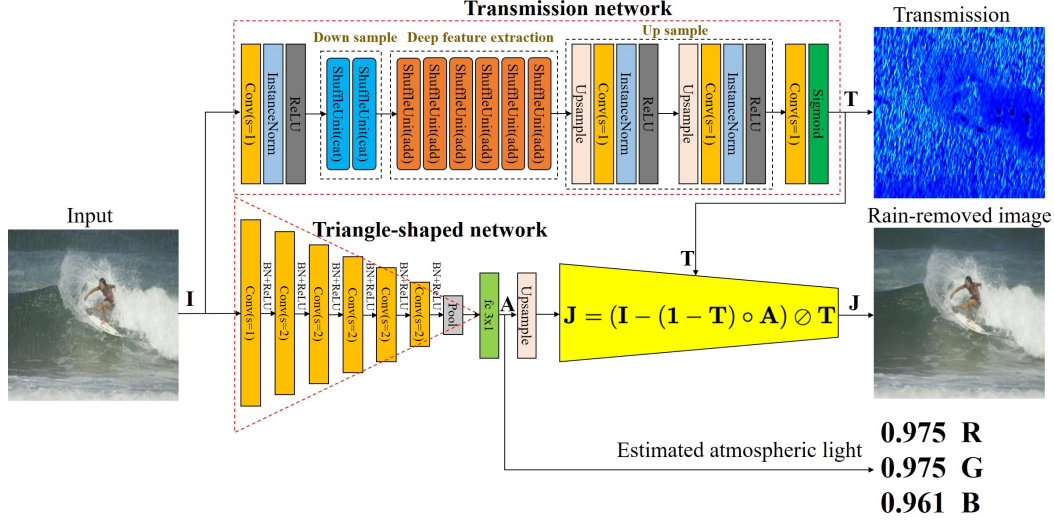 Transmission network
Transmission
Down sample
Deep feature extraction
Up sample
Conv(s=1)
InstanceNorm
ReLU
ShuffleUnit(cat)
ShuffleUnit(cat)
ShuffleUnit(add)
ShuffleUnit(add)
ShuffleUnit(add)
ShuffleUnit(add)
ShuffleUnit(add)
ShuffleUnit(add)
Upsample
Conv(s=1)
InstanceNorm
ReLU
Upsample
Conv(s=1)
InstanceNorm
ReLU
Conv(s=1)
Sigmoid
T
Input
Triangle-shaped network
Rain-removed image
I
Conv(s=1)
BN+ReLU
Conv(s=2)
BN+ReLU
Conv(s=2)
BN+ReLU
Conv(s=2)
BN+ReLU
Conv(s=2)
BN+ReLU
Conv(s=2)
BN+ReLU
Pool
fc 3x1
A
Upsample
T
J = (I − (1 − T) ∘ A) ⊘ T
J
Estimated atmospheric light
0.975 R
0.975 G
0.961 B